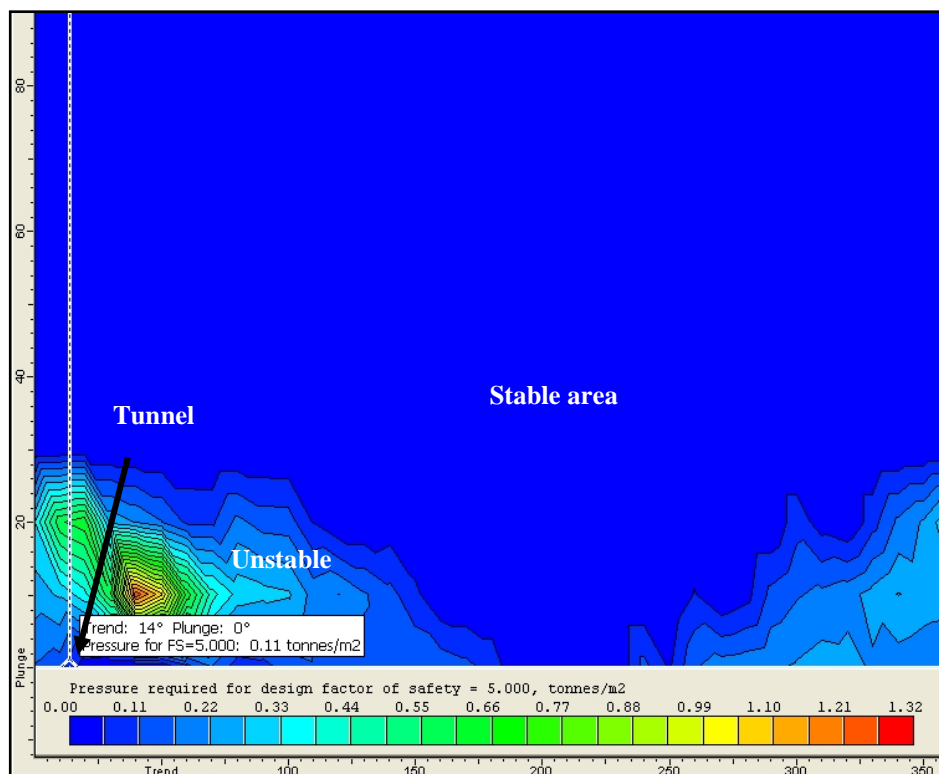 80
60
40
Stable area
Tunnel
20
Unstable
Trend: 14° Plunge: 0°
Pressure for FS=5.000: 0.11 tonnes/m2
Plunge
Pressure required for design factor of safety = 5.000, tonnes/m2
0.00 0.11 0.22 0.33 0.44 0.55 0.66 0.77 0.88 0.99 1.10 1.21 1.32
Trend 100 150 200 250 300 350